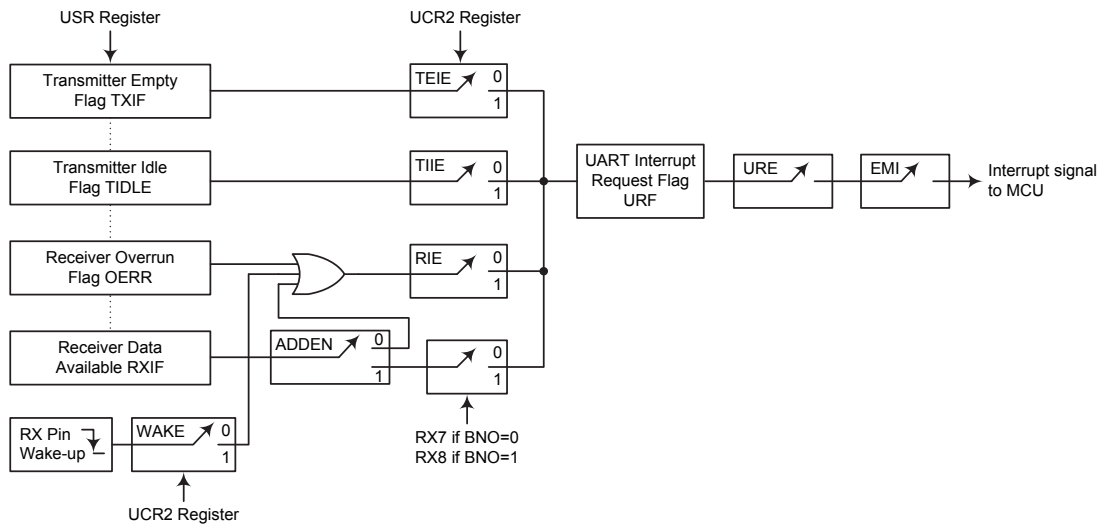 USR Register
UCR2 Register
Transmitter Empty
Flag TXIF
TEIE
0
1
Transmitter Idle
Flag TIDLE
TIIE
0
1
UART Interrupt
Request Flag
URF
URE
EMI
Interrupt signal
to MCU
Receiver Overrun
Flag OERR
RIE
0
1
Receiver Data
Available RXIF
ADDEN
0
1
0
1
RX7 if BNO=0
RX8 if BNO=1
RX Pin
Wake-up
WAKE
0
1
UCR2 Register